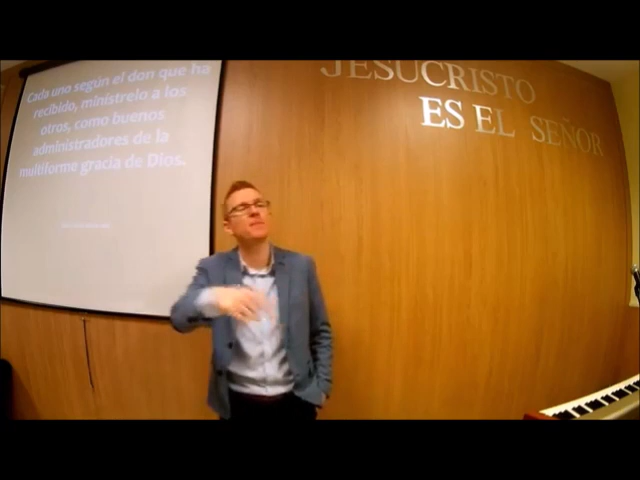 Cada uno según el don que ha
recibido, minístrelo a los
otros, como buenos
administradores de la
multiforme gracia de Dios.
JESUCRISTO
ES EL SEÑOR